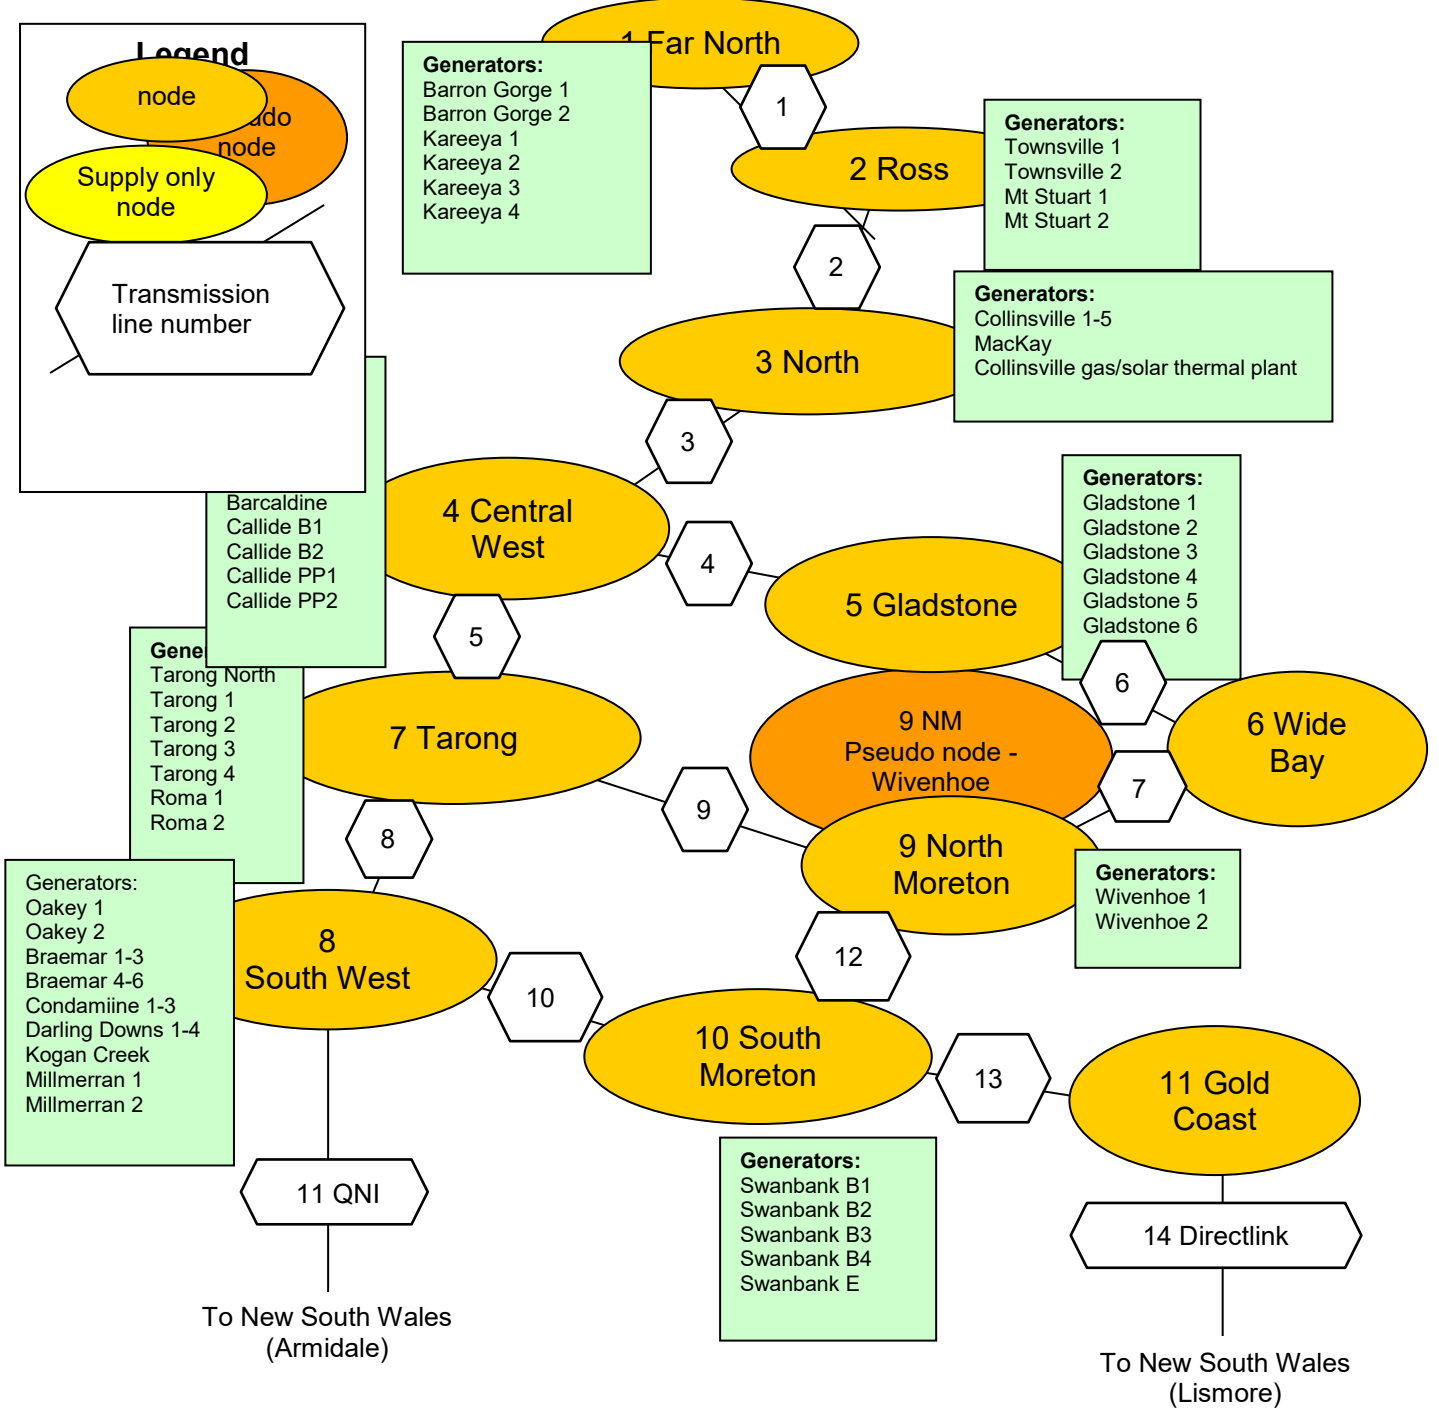 Legend
node
node
Supply only
node
Transmission
line number
1 Far North
Generators:
Barron Gorge 1
Barron Gorge 2
Kareeya 1
Kareeya 2
Kareeya 3
Kareeya 4
1
2 Ross
Generators:
Townsville 1
Townsville 2
Mt Stuart 1
Mt Stuart 2
2
3 North
Generators:
Collinsville 1-5
MacKay
Collinsville gas/solar thermal plant
3
4 Central
West
Barcaldine
Callide B1
Callide B2
Callide PP1
Callide PP2
4
5 Gladstone
Generators:
Gladstone 1
Gladstone 2
Gladstone 3
Gladstone 4
Gladstone 5
Gladstone 6
5
6
6 Wide
Bay
7 Tarong
Tarong North
Tarong 1
Tarong 2
Tarong 3
Tarong 4
Roma 1
Roma 2
9 NM
Pseudo node -
Wivenhoe
7
8
9
9 North
Moreton
Generators:
Wivenhoe 1
Wivenhoe 2
Generators:
Oakey 1
Oakey 2
Braemar 1-3
Braemar 4-6
Condamiine 1-3
Darling Downs 1-4
Kogan Creek
Millmerran 1
Millmerran 2
8
South West
10
12
10 South
Moreton
13
11 Gold
Coast
Generators:
Swanbank B1
Swanbank B2
Swanbank B3
Swanbank B4
Swanbank E
11 QNI
14 Directlink
To New South Wales
(Armidale)
To New South Wales
(Lismore)